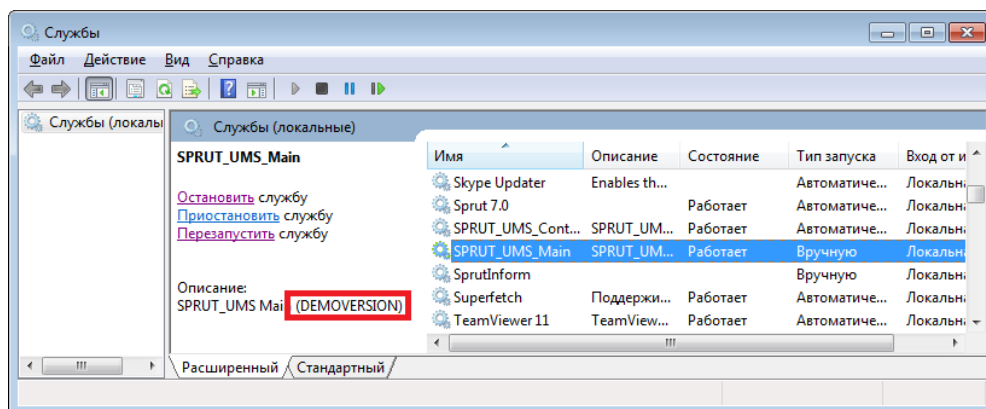 Службы
Файл Действие Вид Справка
Службы (локалы
Службы (локальные)
SPRUT_UMS_Main
Остановить службу
Приостановить службу
Перезапустить службу
Описание:
SPRUT_UMS Mai (DEMOVERSION)
Имя Описание Состояние Тип запуска Вход от и
Skype Updater Enables th... Автоматиче... Локальн
Sprut 7.0 Работает Автоматиче... Локальн
SPRUT_UMS_Cont... SPRUT_UM... Работает Автоматиче... Локальн
SPRUT_UMS_Main SPRUT_UM... Работает Вручную Локальн
SprutInform Вручную Локальн
Superfetch Поддержи... Работает Автоматиче... Локальн
TeamViewer 11 TeamView... Работает Автоматиче... Локальн
Расширенный Стандартный